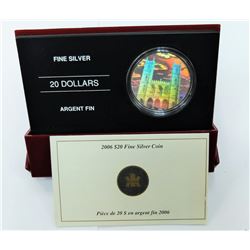 FINE SILVER
20 DOLLARS
ARGENT FIN
2006 $20 Fine Silver Coin
Pièce de 20 $ en argent fin 2006